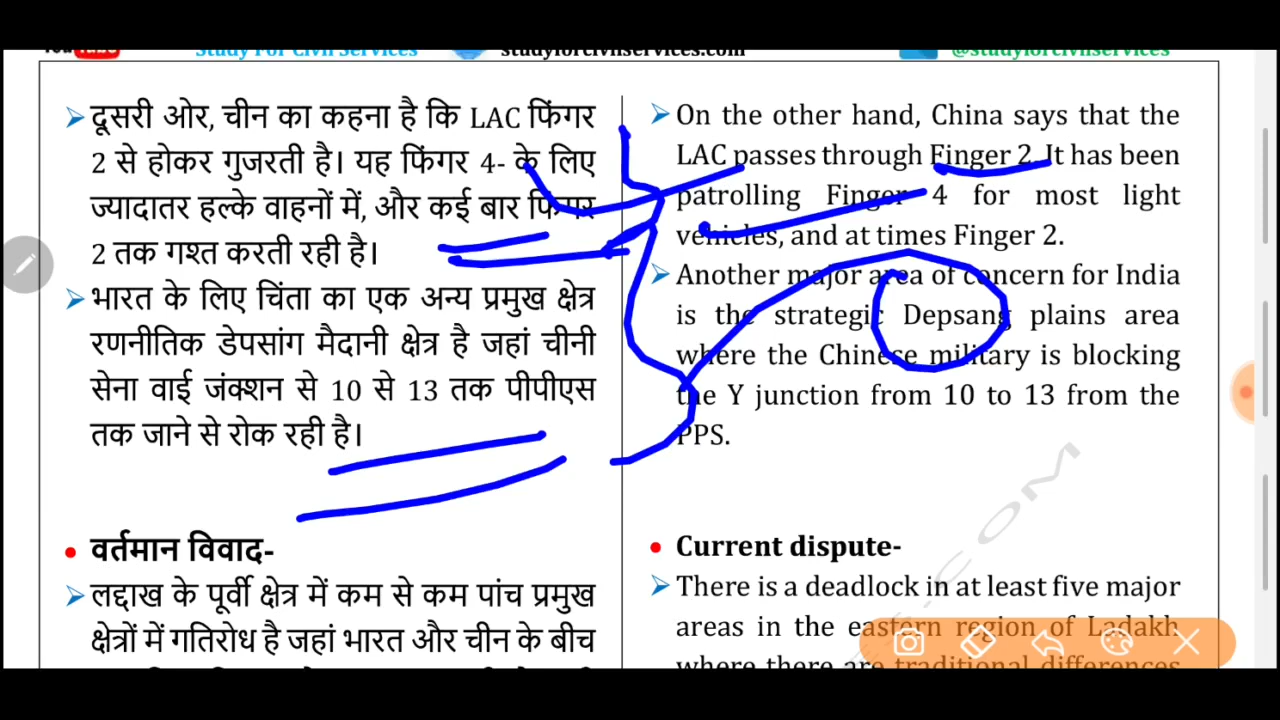 YouTube Study For Civil Services studyforcivilservices.com @studyforcivilservices
दूसरी ओर, चीन का कहना है कि LAC फिंगर
2 से होकर गुजरती है। यह फिंगर 4- के लिए
ज्यादातर हल्के वाहनों में, और कई बार फिंगर
2 तक गश्त करती रही है।
भारत के लिए चिंता का एक अन्य प्रमुख क्षेत्र
रणनीतिक डेपसांग मैदानी क्षेत्र है जहां चीनी
सेना वाई जंक्शन से 10 से 13 तक पीपीएस
तक जाने से रोक रही है।
वर्तमान विवाद-
लद्दाख के पूर्वी क्षेत्र में कम से कम पांच प्रमुख
क्षेत्रों में गतिरोध है जहां भारत और चीन के बीच
On the other hand, China says that the
LAC passes through Finger 2. It has been
patrolling Finger 4 for most light
vehicles, and at times Finger 2.
Another major area of concern for India
is the strategic Depsang plains area
where the Chinese military is blocking
the Y junction from 10 to 13 from the
PPS.
Current dispute-
There is a deadlock in at least five major
areas in the eastern region of Ladakh
where there are traditional differences